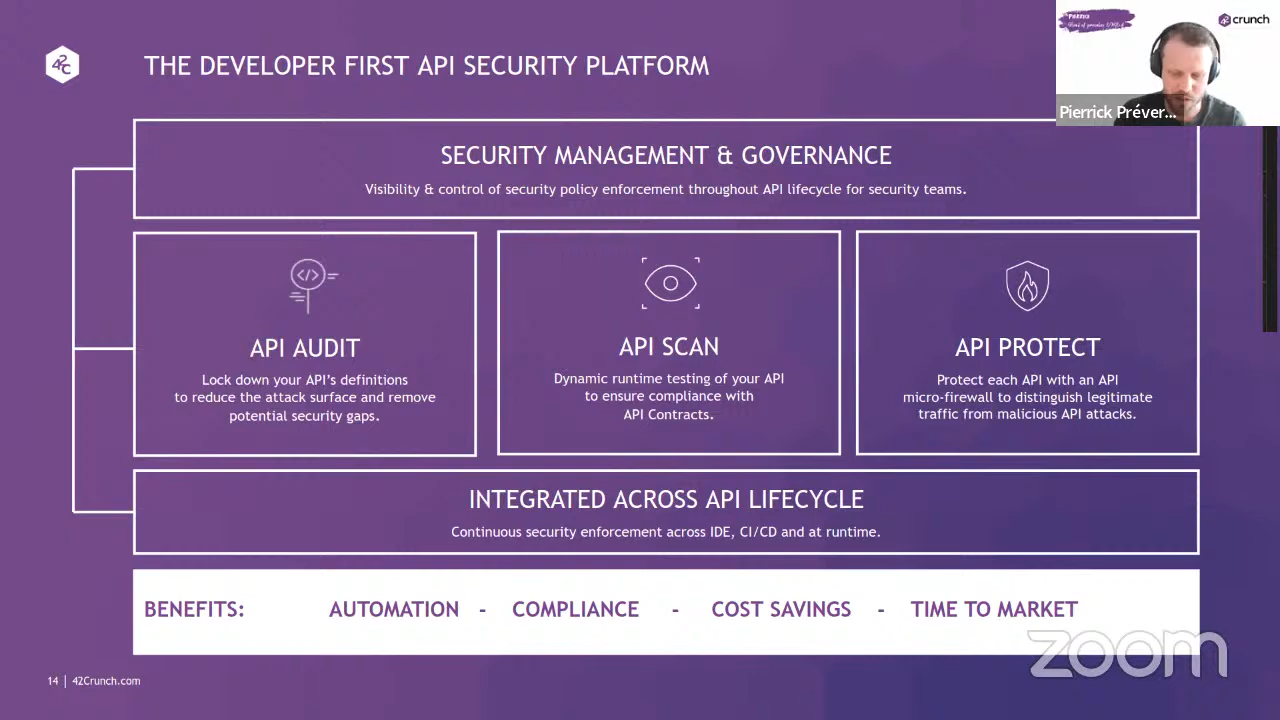 42C
THE DEVELOPER FIRST API SECURITY PLATFORM
42crunch
Pierrick Préver...
SECURITY MANAGEMENT & GOVERNANCE
Visibility & control of security policy enforcement throughout API lifecycle for security teams.
</>
API AUDIT
Lock down your API's definitions
to reduce the attack surface and remove
potential security gaps.
API SCAN
Dynamic runtime testing of your API
to ensure compliance with
API Contracts.
API PROTECT
Protect each API with an API
micro-firewall to distinguish legitimate
traffic from malicious API attacks.
INTEGRATED ACROSS API LIFECYCLE
Continuous security enforcement across IDE, CI/CD and at runtime.
BENEFITS: AUTOMATION - COMPLIANCE - COST SAVINGS - TIME TO MARKET
zoom
14 | 42Crunch.com